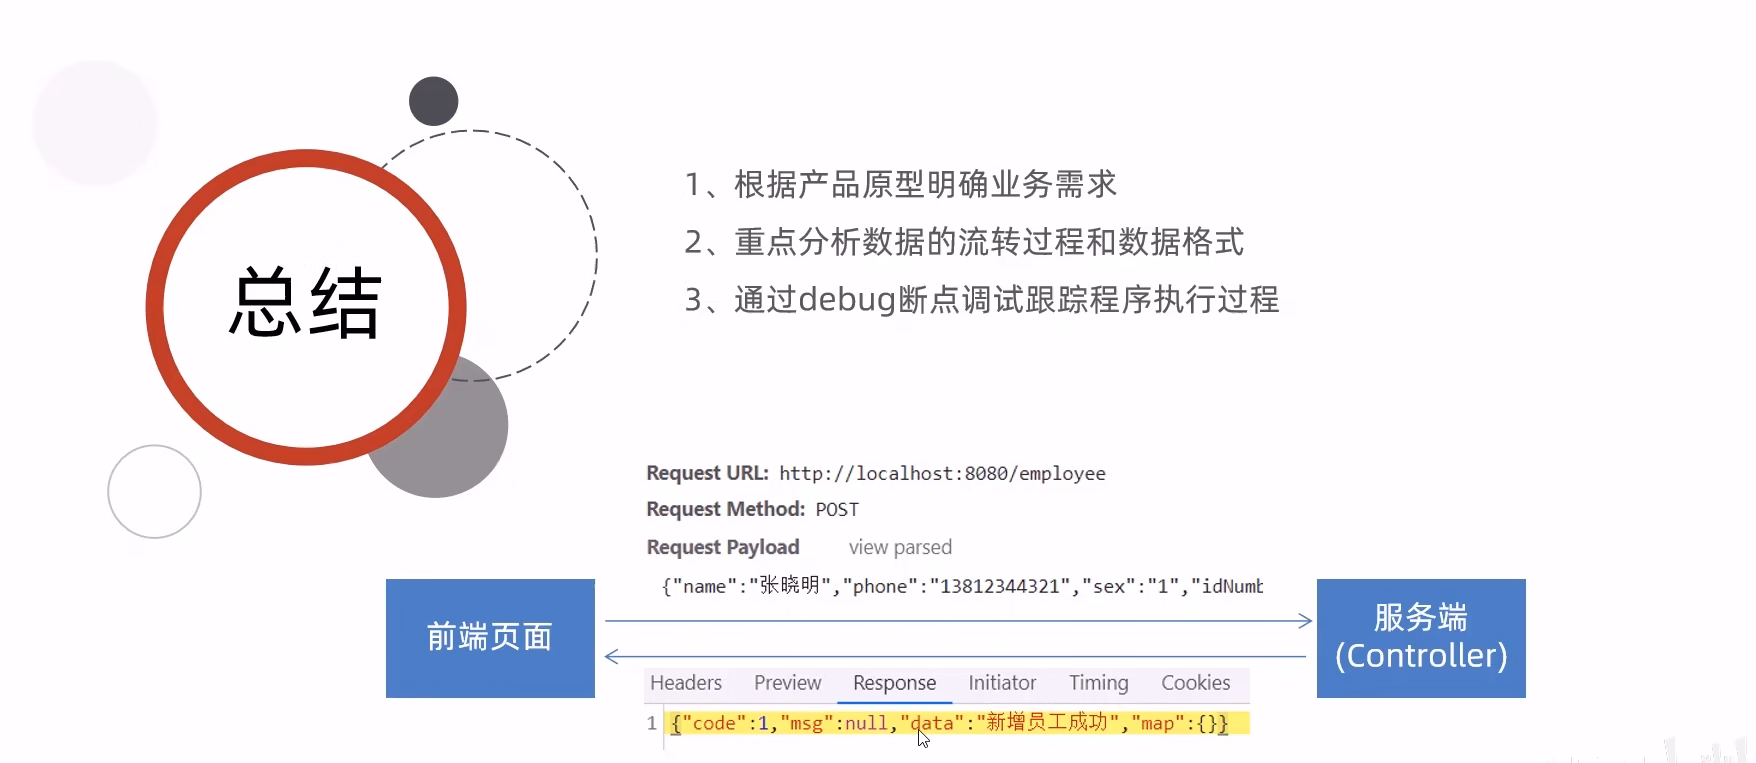 总结
1、根据产品原型明确业务需求
2、重点分析数据的流转过程和数据格式
3、通过debug断点调试跟踪程序执行过程
Request URL: http://localhost:8080/employee
Request Method: POST
Request Payload view parsed
{"name":"张晓明","phone":"13812344321","sex":"1","idNumb
前端页面
服务端
(Controller)
Headers Preview Response Initiator Timing Cookies
1 {"code":1,"msg":null,"data":"新增员工成功","map":{}}